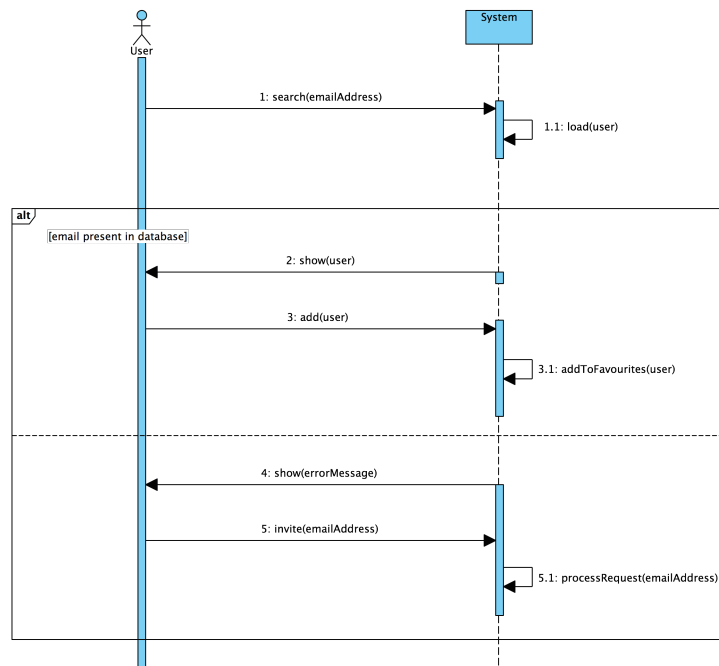 System
User
1: search(emailAddress)
1.1: load(user)
alt
[email present in database]
2: show(user)
3: add(user)
3.1: addToFavourites(user)
4: show(errorMessage)
5: invite(emailAddress)
5.1: processRequest(emailAddress)